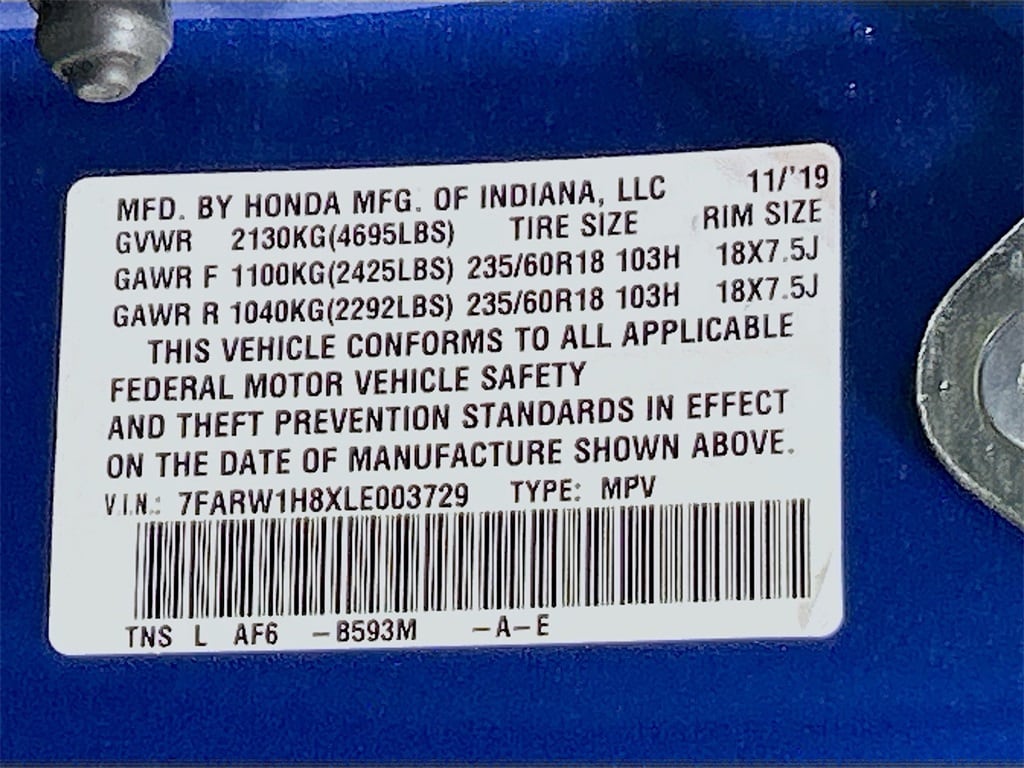 MFD. BY HONDA MFG. OF INDIANA, LLC 11/'19
GVWR 2130KG(4695LBS) TIRE SIZE RIM SIZE
GAWR F 1100KG(2425LBS) 235/60R18 103H 18X7.5J
GAWR R 1040KG(2292LBS) 235/60R18 103H 18X7.5J
THIS VEHICLE CONFORMS TO ALL APPLICABLE
FEDERAL MOTOR VEHICLE SAFETY
AND THEFT PREVENTION STANDARDS IN EFFECT
ON THE DATE OF MANUFACTURE SHOWN ABOVE.
V.I.N.: 7FARW1H8XLE003729 TYPE: MPV
TNS L AF6 -B593M -A-E